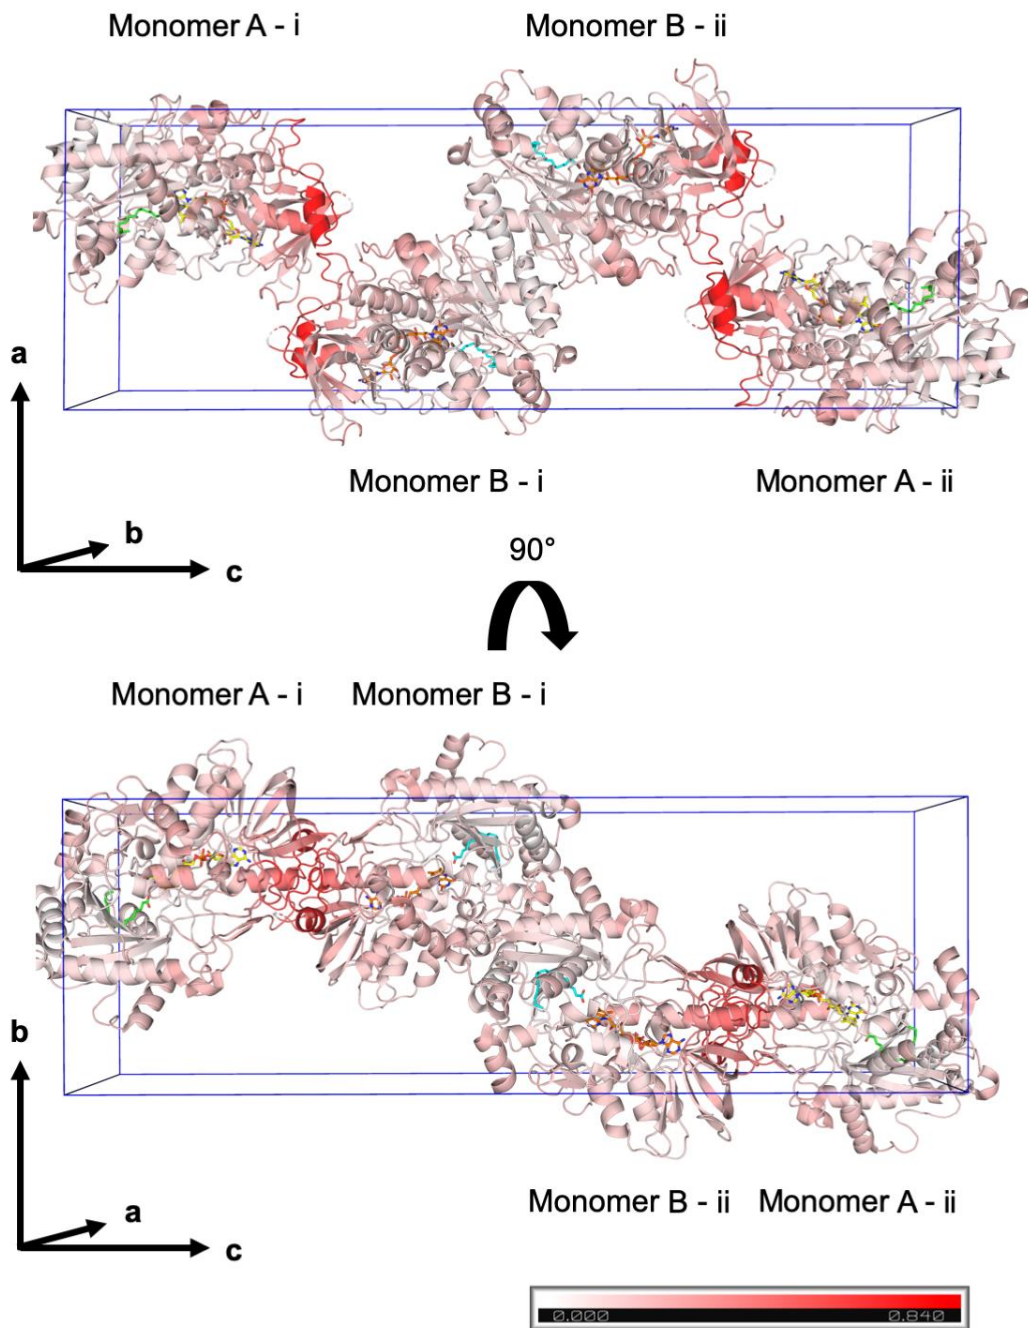 Monomer A - i Monomer B - ii
a
Monomer B - i Monomer A - ii
b
c
90°
Monomer A - i Monomer B - i
b
Monomer B - ii Monomer A - ii
a
c
0.000 0.840